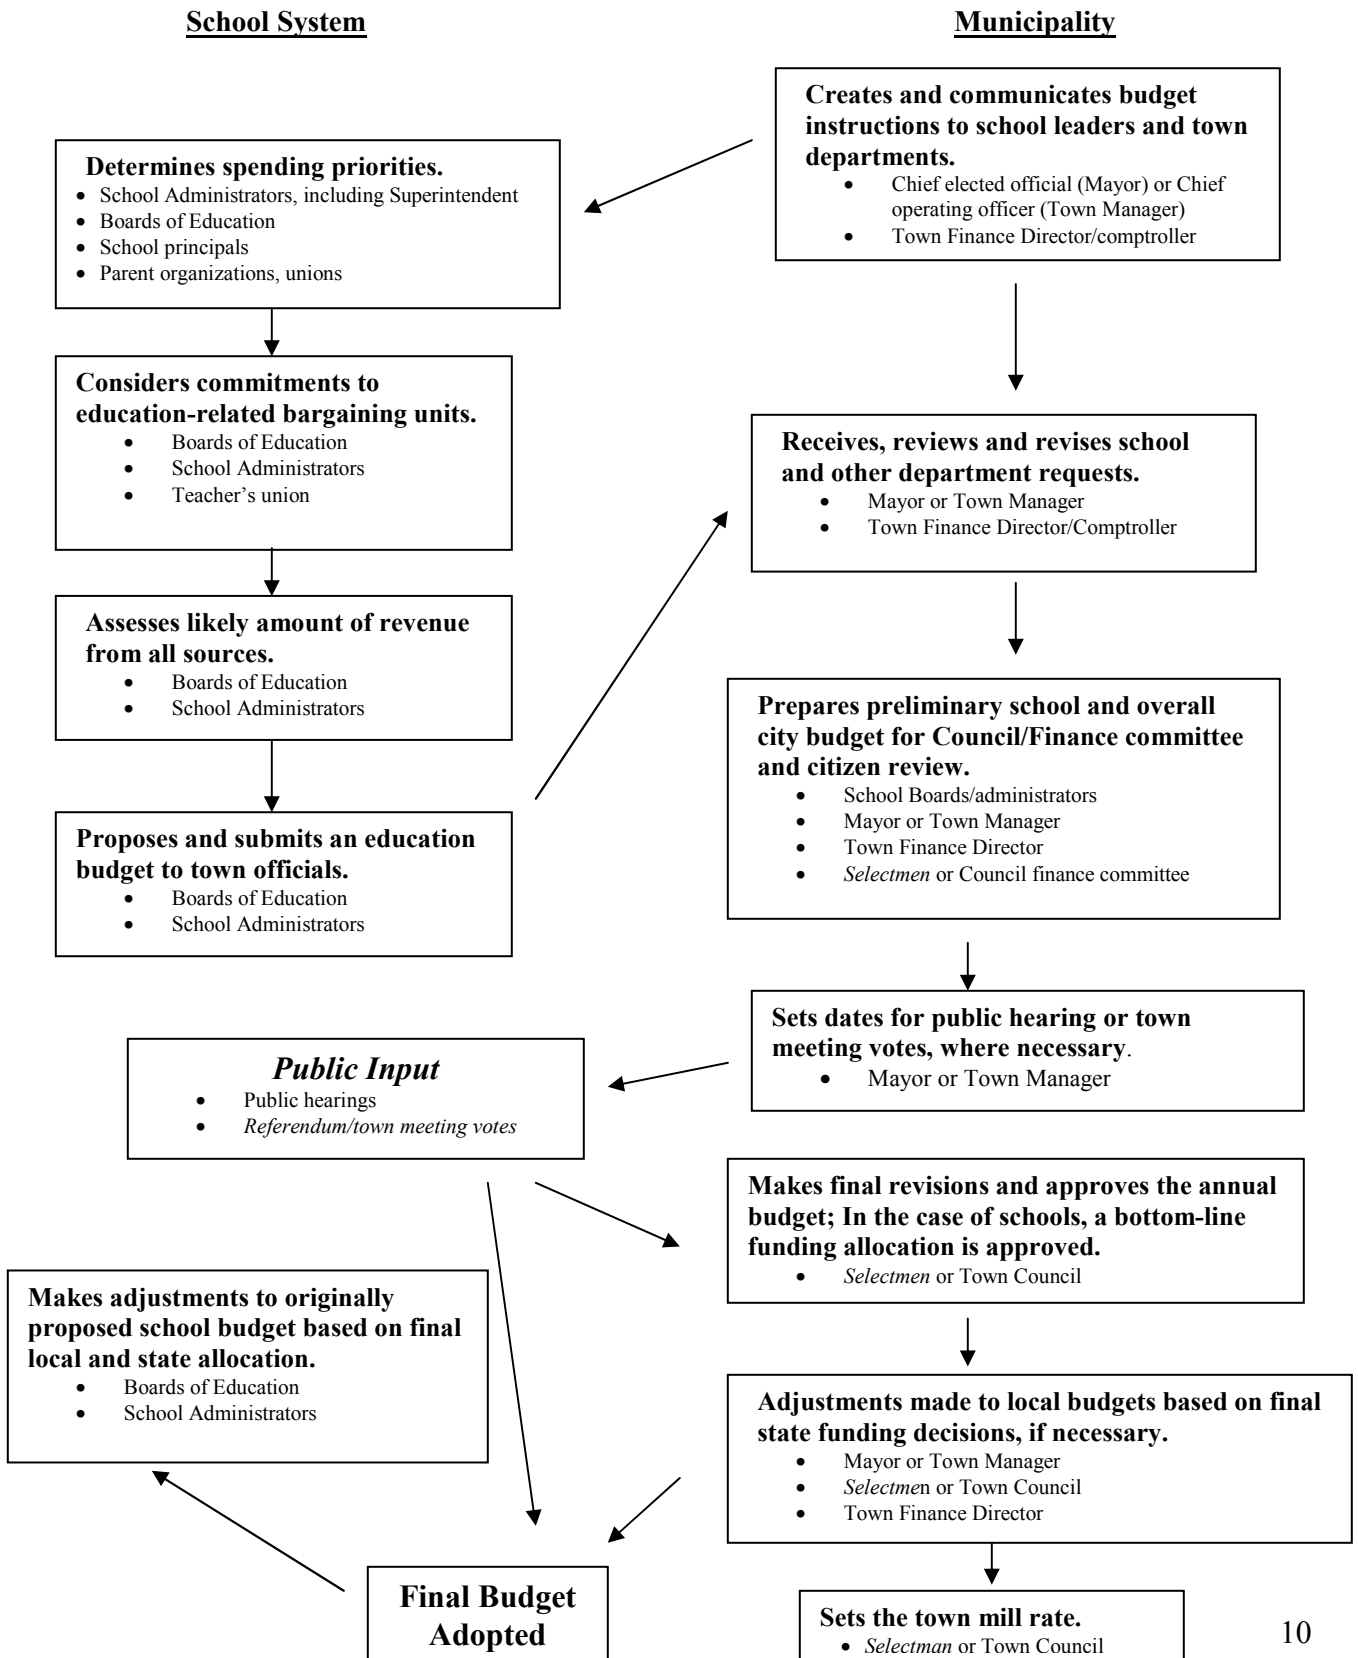 School System
Municipality
Creates and communicates budget
instructions to school leaders and town
departments.
• Chief elected official (Mayor) or Chief
operating officer (Town Manager)
• Town Finance Director/comptroller
Determines spending priorities.
• School Administrators, including Superintendent
• Boards of Education
• School principals
• Parent organizations, unions
Considers commitments to
education-related bargaining units.
• Boards of Education
• School Administrators
• Teacher’s union
Receives, reviews and revises school
and other department requests.
• Mayor or Town Manager
• Town Finance Director/Comptroller
Assesses likely amount of revenue
from all sources.
• Boards of Education
• School Administrators
Prepares preliminary school and overall
city budget for Council/Finance committee
and citizen review.
• School Boards/administrators
• Mayor or Town Manager
• Town Finance Director
• Selectmen or Council finance committee
Proposes and submits an education
budget to town officials.
• Boards of Education
• School Administrators
Sets dates for public hearing or town
meeting votes, where necessary.
• Mayor or Town Manager
Public Input
• Public hearings
• Referendum/town meeting votes
Makes final revisions and approves the annual
budget; In the case of schools, a bottom-line
funding allocation is approved.
• Selectmen or Town Council
Makes adjustments to originally
proposed school budget based on final
local and state allocation.
• Boards of Education
• School Administrators
Adjustments made to local budgets based on final
state funding decisions, if necessary.
• Mayor or Town Manager
• Selectmen or Town Council
• Town Finance Director
Final Budget
Adopted
Sets the town mill rate.
• Selectman or Town Council
10